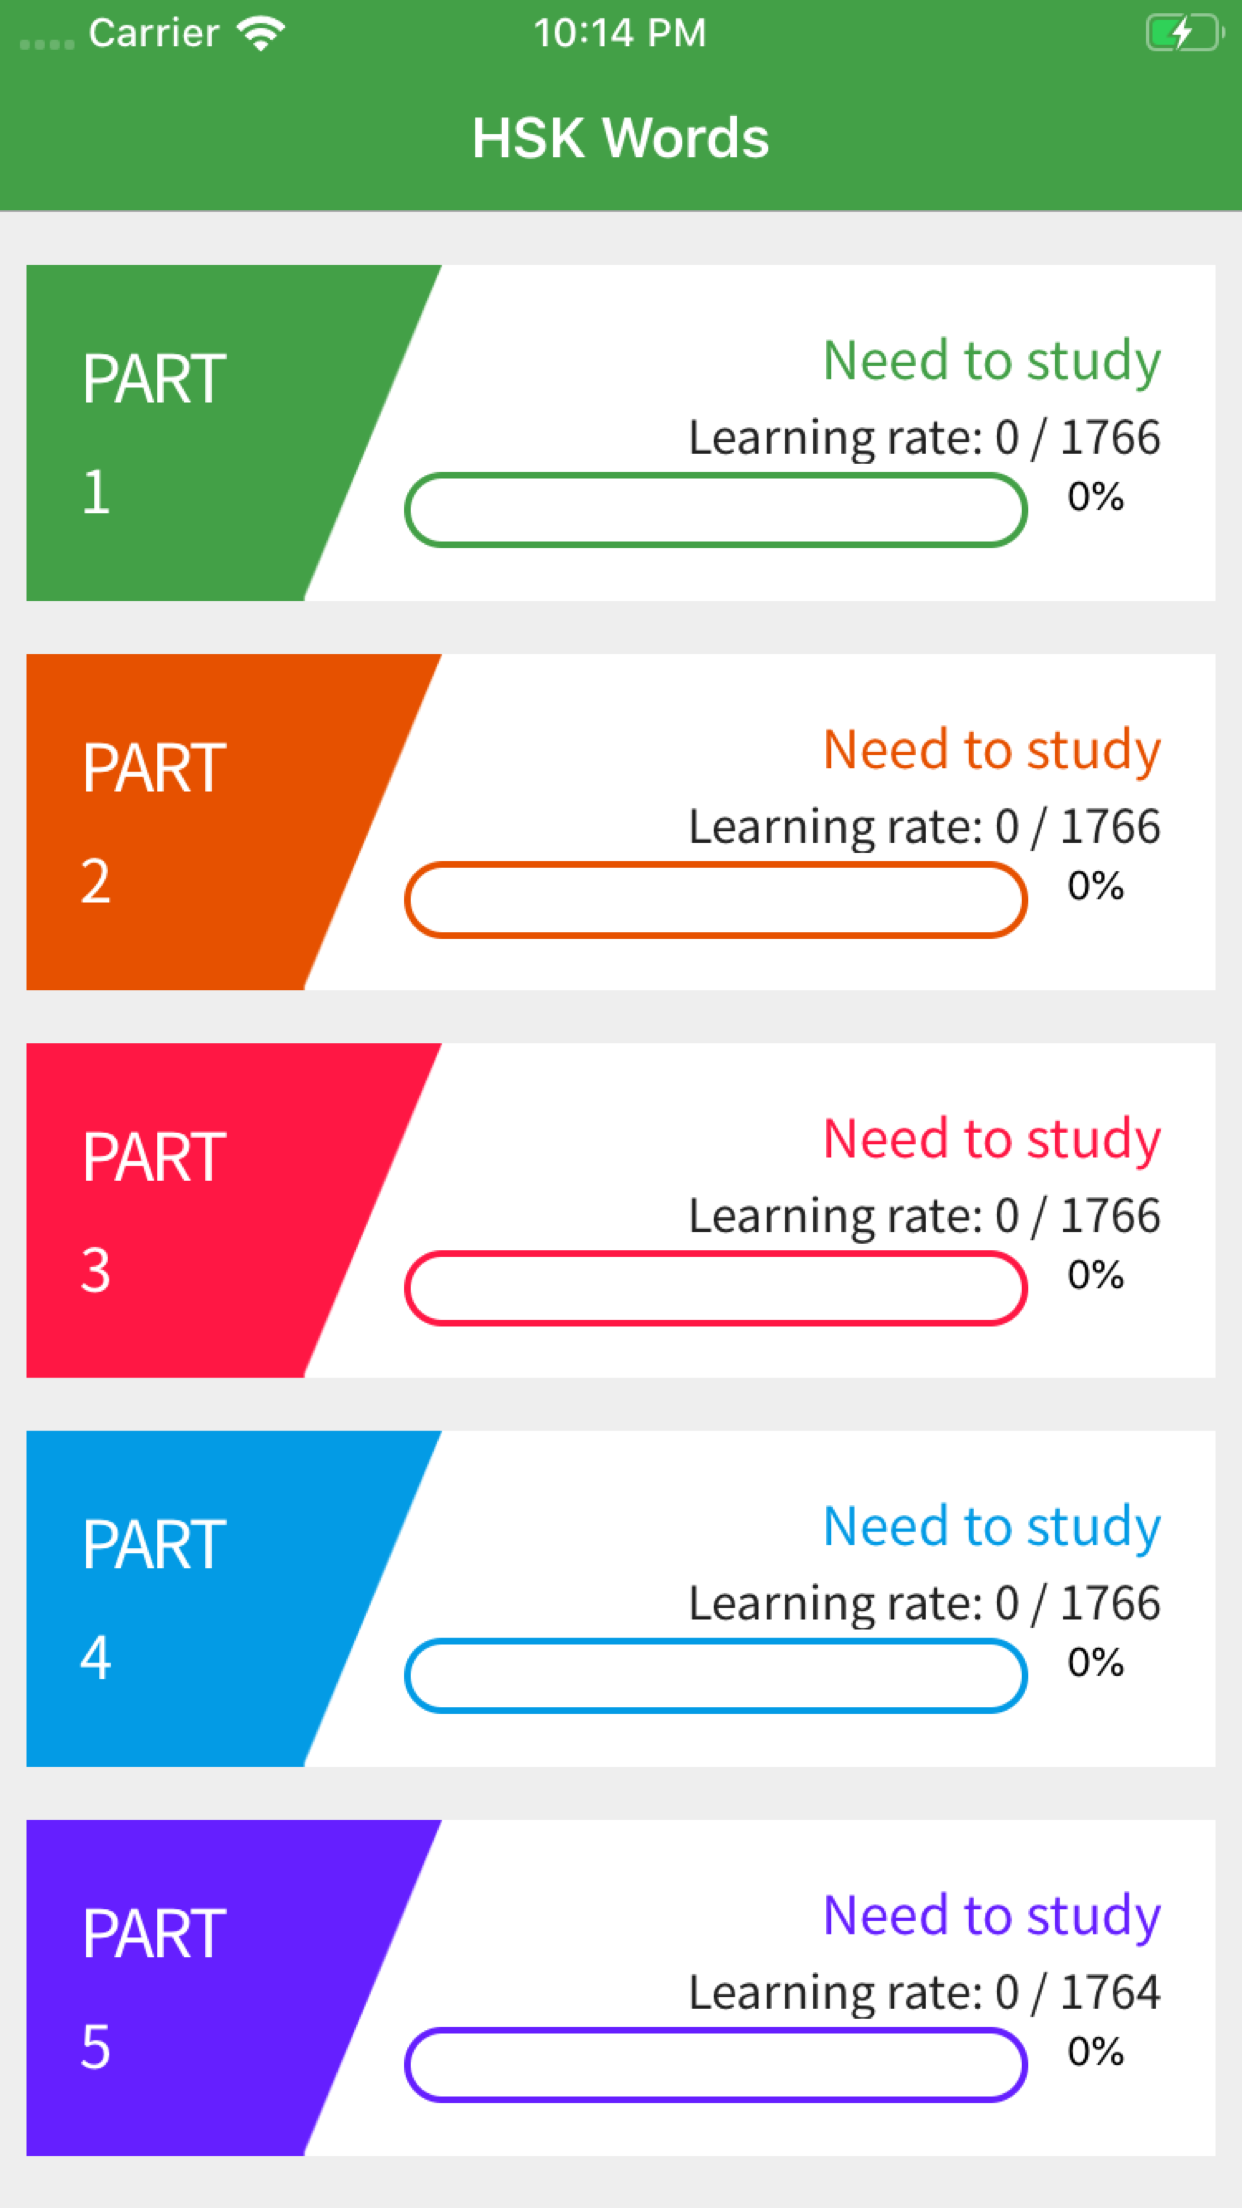 Carrier 10:14 PM
HSK Words
PART
1
Need to study
Learning rate: 0 / 1766
0%
PART
2
Need to study
Learning rate: 0 / 1766
0%
PART
3
Need to study
Learning rate: 0 / 1766
0%
PART
4
Need to study
Learning rate: 0 / 1766
0%
PART
5
Need to study
Learning rate: 0 / 1764
0%